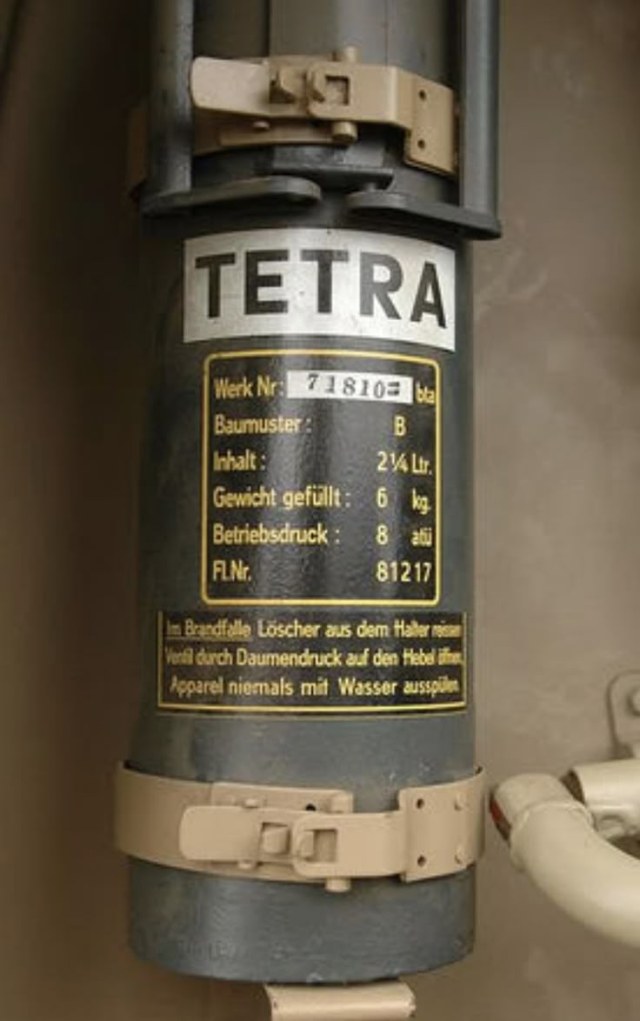 TETRA
Werk Nr: 71810= bta
Baumuster: B
Inhalt: 2¼ Ltr.
Gewicht gefüllt: 6 kg.
Betriebsdruck: 8 atü
Fl.Nr. 81217
Im Brandfalle Löscher aus dem Halter reissen
Ventil durch Daumendruck auf den Hebel öffnen,
Apparel niemals mit Wasser ausspülen.